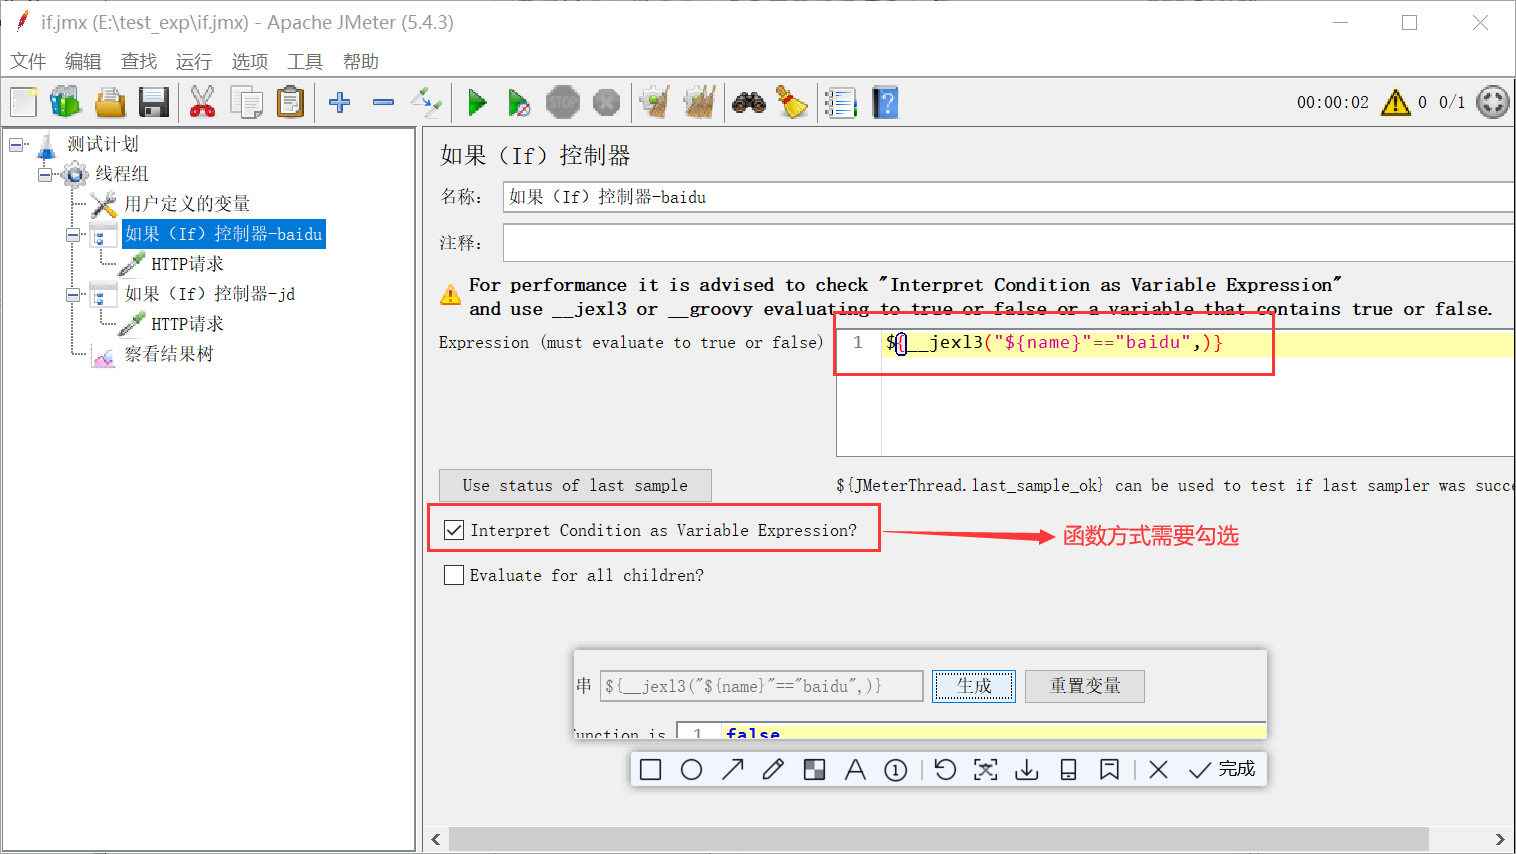 if.jmx (E:\test_exp\if.jmx) - Apache JMeter (5.4.3)
文件 编辑 查找 运行 选项 工具 帮助
STOP
00:00:02 0 0/1
测试计划
线程组
用户定义的变量
如果（If）控制器-baidu
HTTP请求
如果（If）控制器-jd
HTTP请求
察看结果树
如果（If）控制器
名称： 如果（If）控制器-baidu
注释：
For performance it is advised to check "Interpret Condition as Variable Expression"
and use __jexl3 or __groovy evaluating to true or false or a variable that contains true or false.
Expression (must evaluate to true or false) 1 ${__jexl3("${name}"=="baidu",)}
Use status of last sample ${JMeterThread.last_sample_ok} can be used to test if last sampler was succe
Interpret Condition as Variable Expression? 函数方式需要勾选
Evaluate for all children?
串 ${__jexl3("${name}"=="baidu",)} 生成 重置变量
unction is 1 false
A 1 文 完成